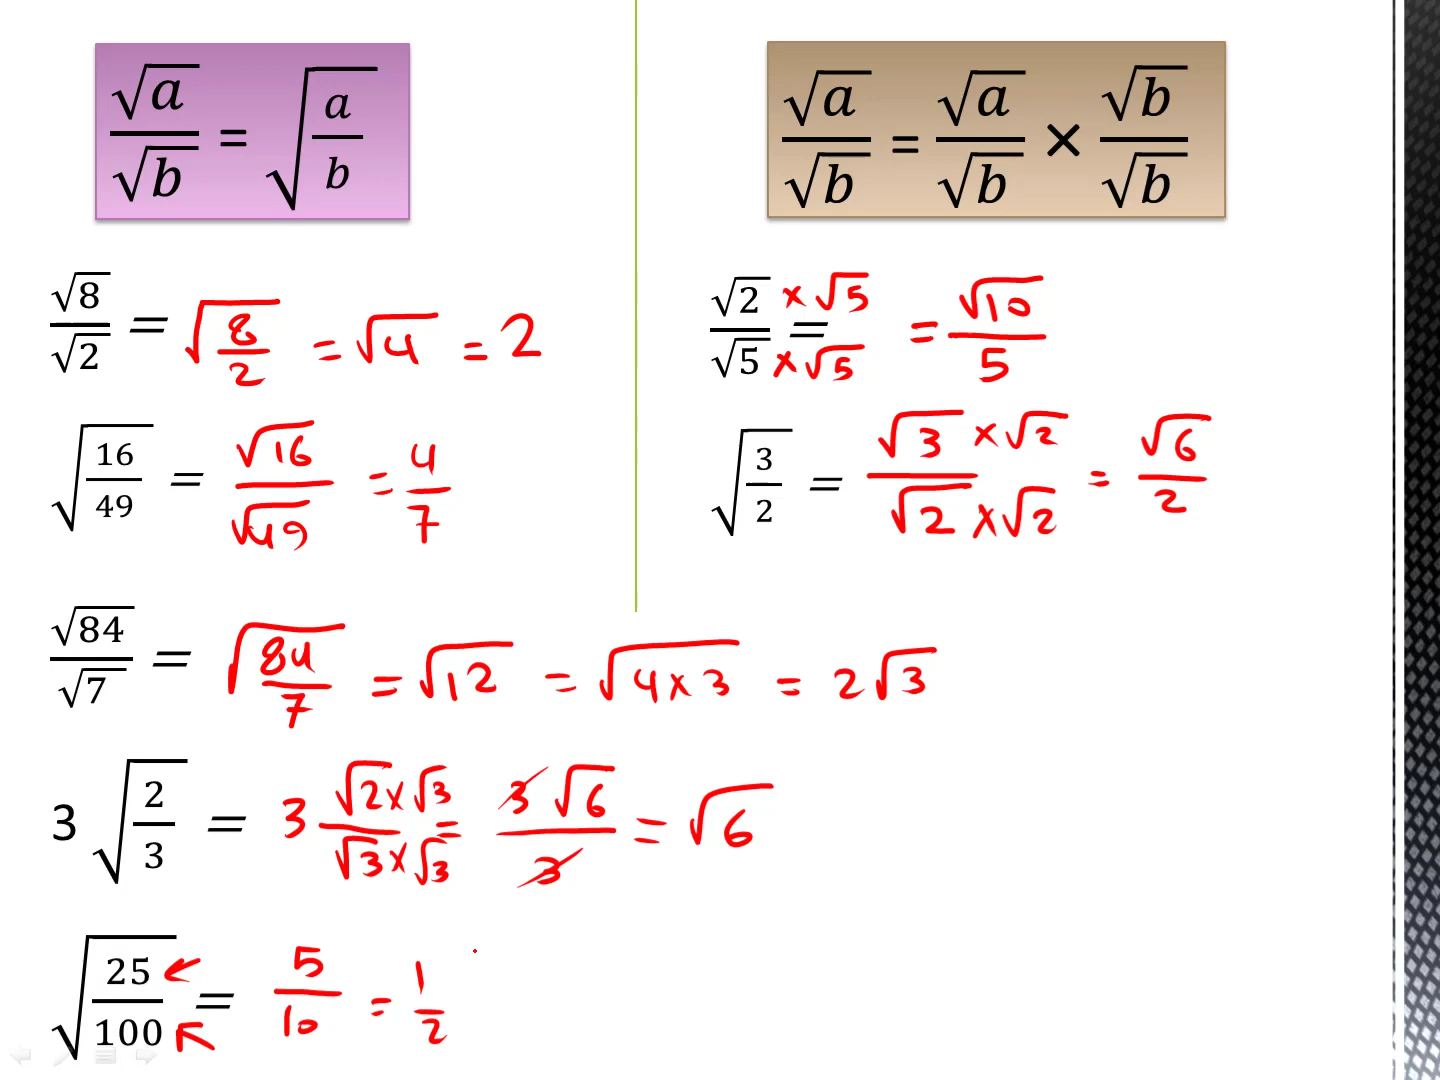 √a/√b = √(a/b)
√a/√b = √a/√b × √b/√b
√8/√2 = √(8/2) = √4 = 2
√2/√5 × √5/× √5 = = √10/5
√(16/49) = √16/√49 = 4/7
√(3/2) = √3 × √2/√2 × √2 = √6/2
√84/√7 = √(84/7) = √12 = √(4 × 3) = 2√3
3 √(2/3) = 3 √2 × √3/√3 × √3 = 3√6/3 = √6
√(25/100) = 5/10 = 1/2